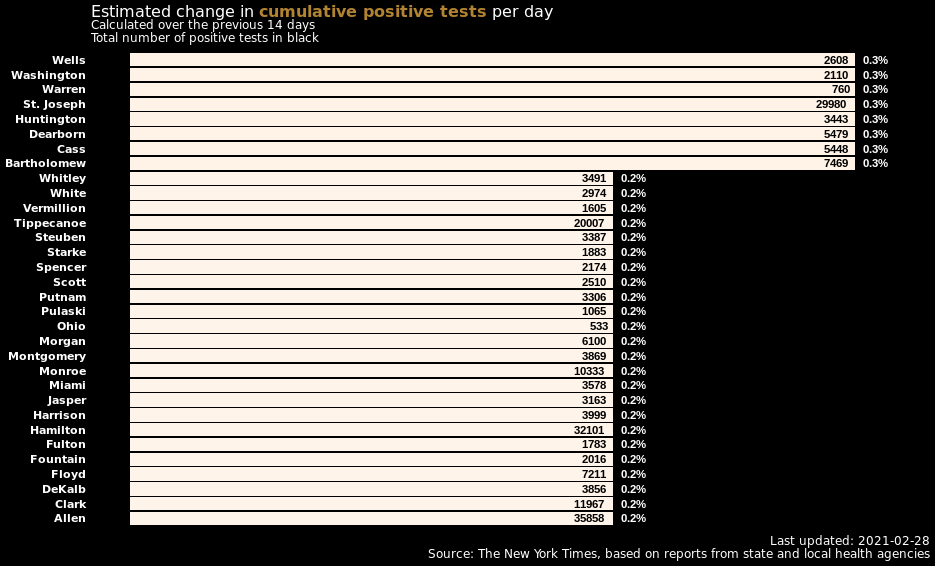 Estimated change in cumulative positive tests per day
Calculated over the previous 14 days
Total number of positive tests in black
Wells 2608 0.3%
Washington 2110 0.3%
Warren 760 0.3%
St. Joseph 29980 0.3%
Huntington 3443 0.3%
Dearborn 5479 0.3%
Cass 5448 0.3%
Bartholomew 7469 0.3%
Whitley 3491 0.2%
White 2974 0.2%
Vermillion 1605 0.2%
Tippecanoe 20007 0.2%
Steuben 3387 0.2%
Starke 1883 0.2%
Spencer 2174 0.2%
Scott 2510 0.2%
Putnam 3306 0.2%
Pulaski 1065 0.2%
Ohio 533 0.2%
Morgan 6100 0.2%
Montgomery 3869 0.2%
Monroe 10333 0.2%
Miami 3578 0.2%
Jasper 3163 0.2%
Harrison 3999 0.2%
Hamilton 32101 0.2%
Fulton 1783 0.2%
Fountain 2016 0.2%
Floyd 7211 0.2%
DeKalb 3856 0.2%
Clark 11967 0.2%
Allen 35858 0.2%
Last updated: 2021-02-28
Source: The New York Times, based on reports from state and local health agencies